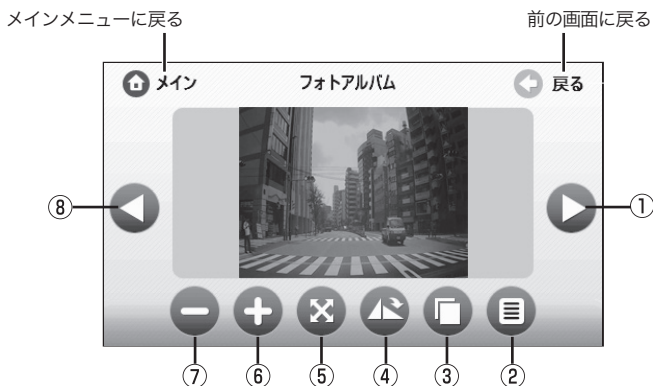 メインメニューに戻る
前の画面に戻る
メイン
フォトアルバム
戻る
⑧
①
⑦
⑥
⑤
④
③
②